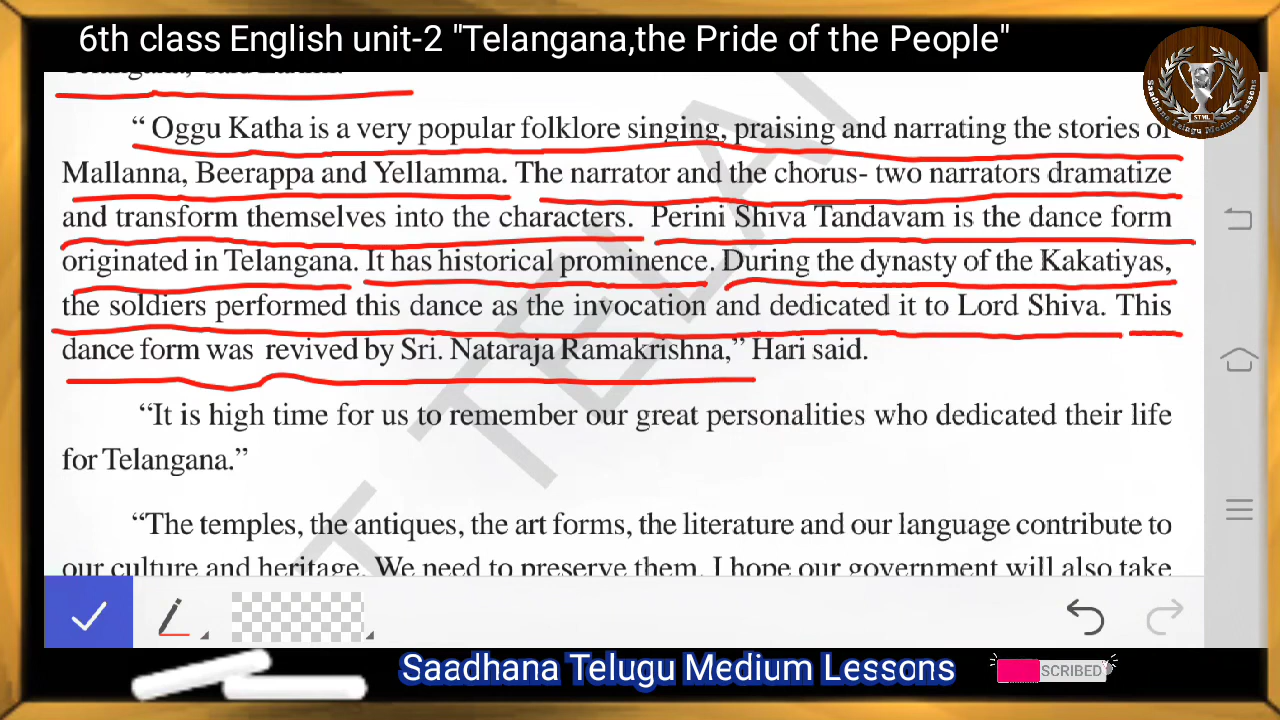 6th class English unit-2 "Telangana,the Pride of the People"
Saadhana Telugu Medium Lessons
STML
“ Oggu Katha is a very popular folklore singing, praising and narrating the stories of
Mallanna, Beerappa and Yellamma. The narrator and the chorus- two narrators dramatize
and transform themselves into the characters. Perini Shiva Tandavam is the dance form
originated in Telangana. It has historical prominence. During the dynasty of the Kakatiyas,
the soldiers performed this dance as the invocation and dedicated it to Lord Shiva. This
dance form was revived by Sri. Nataraja Ramakrishna,” Hari said.
“It is high time for us to remember our great personalities who dedicated their life
for Telangana.”
“The temples, the antiques, the art forms, the literature and our language contribute to
our culture and heritage. We need to preserve them. I hope our government will also take
Saadhana Telugu Medium Lessons
SCRIBED